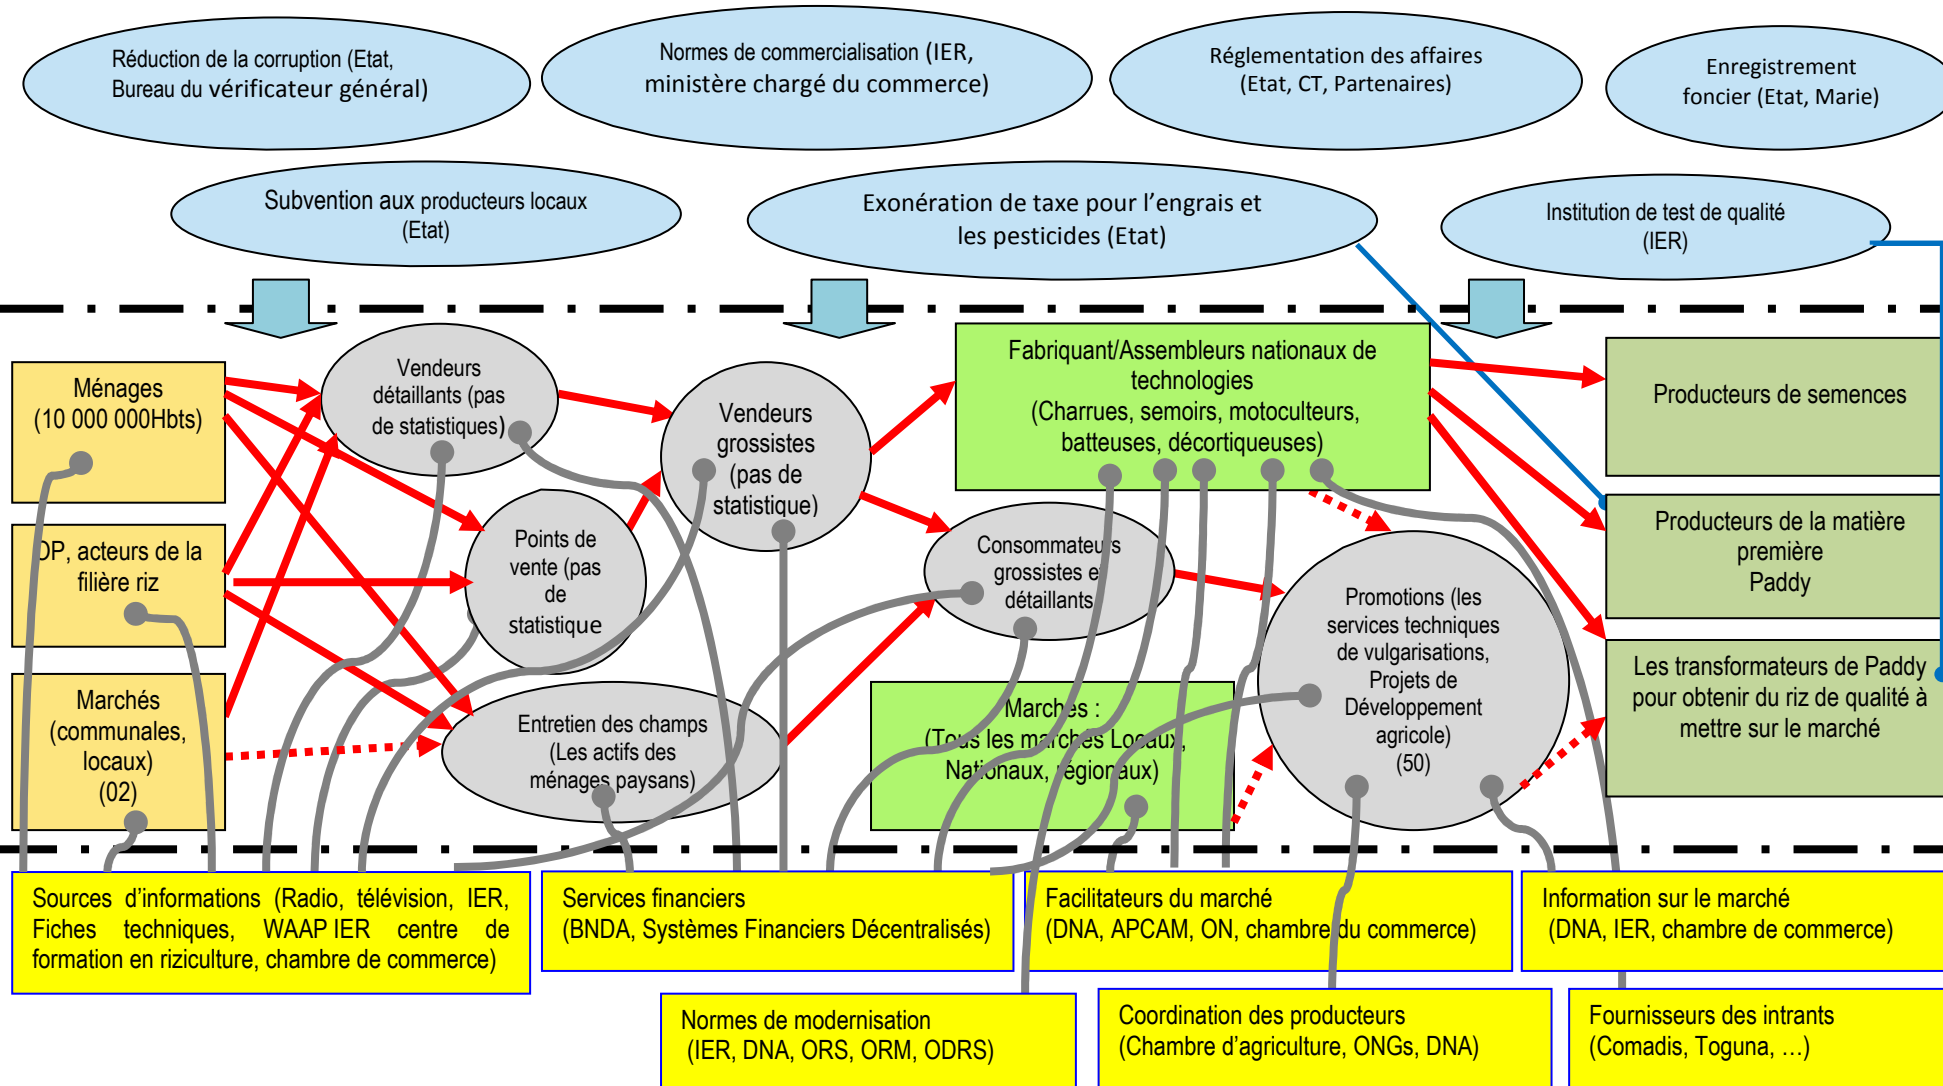 Réduction de la corruption (Etat,
Bureau du vérificateur général)
Normes de commercialisation (IER,
ministère chargé du commerce)
Réglementation des affaires
(Etat, CT, Partenaires)
Enregistrement
foncier (Etat, Marie)
Subvention aux producteurs locaux
(Etat)
Exonération de taxe pour l'engrais et
les pesticides (Etat)
Institution de test de qualité
(IER)
Ménages
(10 000 000Hbts)
OP, acteurs de la
filière riz
Marchés
(communales,
locaux)
(02)
Vendeurs
détaillants (pas
de statistiques)
Points de
vente (pas
de
statistique
Entretien des champs
(Les actifs des
ménages paysans)
Vendeurs
grossistes
(pas de
statistique)
Fabriquant/Assembleurs nationaux de
technologies
(Charrues, semoirs, motoculteurs,
batteuses, décortiqueuses)
Consommateurs
grossistes et
détaillants
Marchés :
(Tous les marchés Locaux,
Nationaux, régionaux)
Promotions (les
services techniques
de vulgarisations,
Projets de
Développement
agricole)
(50)
Producteurs de semences
Producteurs de la matière
première
Paddy
Les transformateurs de Paddy
pour obtenir du riz de qualité à
mettre sur le marché
Sources d'informations (Radio, télévision, IER,
Fiches techniques, WAAP IER centre de
formation en riziculture, chambre de commerce)
Services financiers
(BNDA, Systèmes Financiers Décentralisés)
Facilitateurs du marché
(DNA, APCAM, ON, chambre du commerce)
Information sur le marché
(DNA, IER, chambre de commerce)
Normes de modernisation
(IER, DNA, ORS, ORM, ODRS)
Coordination des producteurs
(Chambre d'agriculture, ONGs, DNA)
Fournisseurs des intrants
(Comadis, Toguna, …)